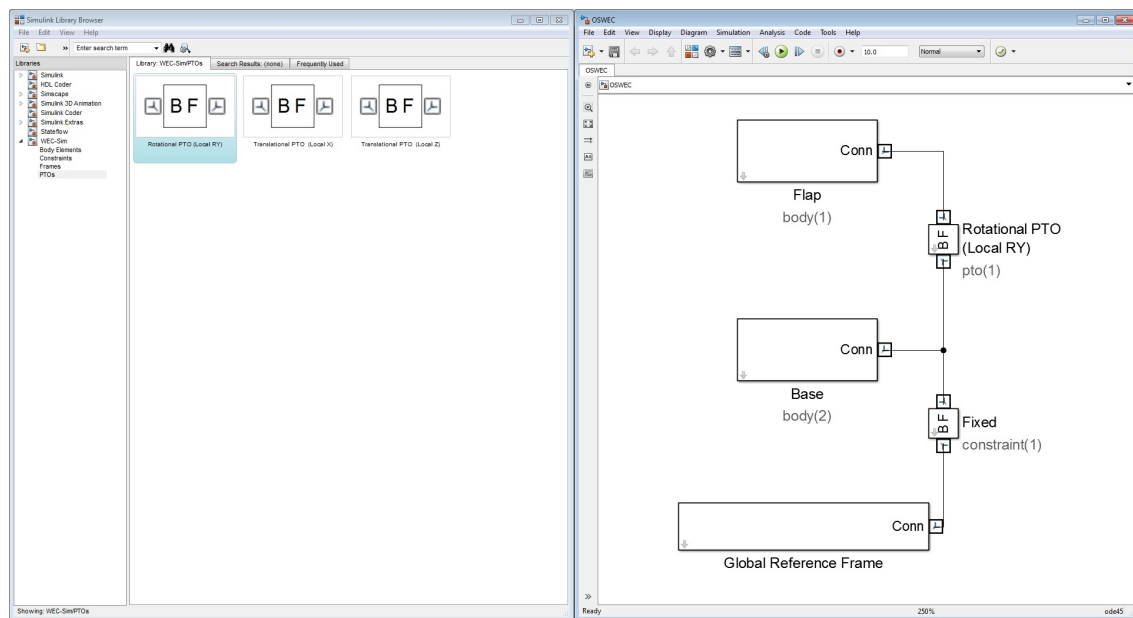 Simulink Library Browser
File Edit View Help
» Enter search term
Libraries
Simulink
HDL Coder
Simscape
Simulink 3D Animation
Simulink Coder
Simulink Extras
Stateflow
WEC-Sim
Body Elements
Constraints
Frames
PTOs
Library: WEC-Sim/PTOs Search Results: (none) Frequently Used
B F B F B F
Rotational PTO (Local RY) Translational PTO (Local X) Translational PTO (Local Z)
Showing: WEC-Sim/PTOs
OSWEC
File Edit View Display Diagram Simulation Analysis Code Tools Help
10.0 Normal
OSWEC
OSWEC
Conn
Flap
body(1)
B F
Rotational PTO
(Local RY)
pto(1)
Conn
Base
body(2)
B F
Fixed
constraint(1)
Conn
Global Reference Frame
»
Ready 250% ode45